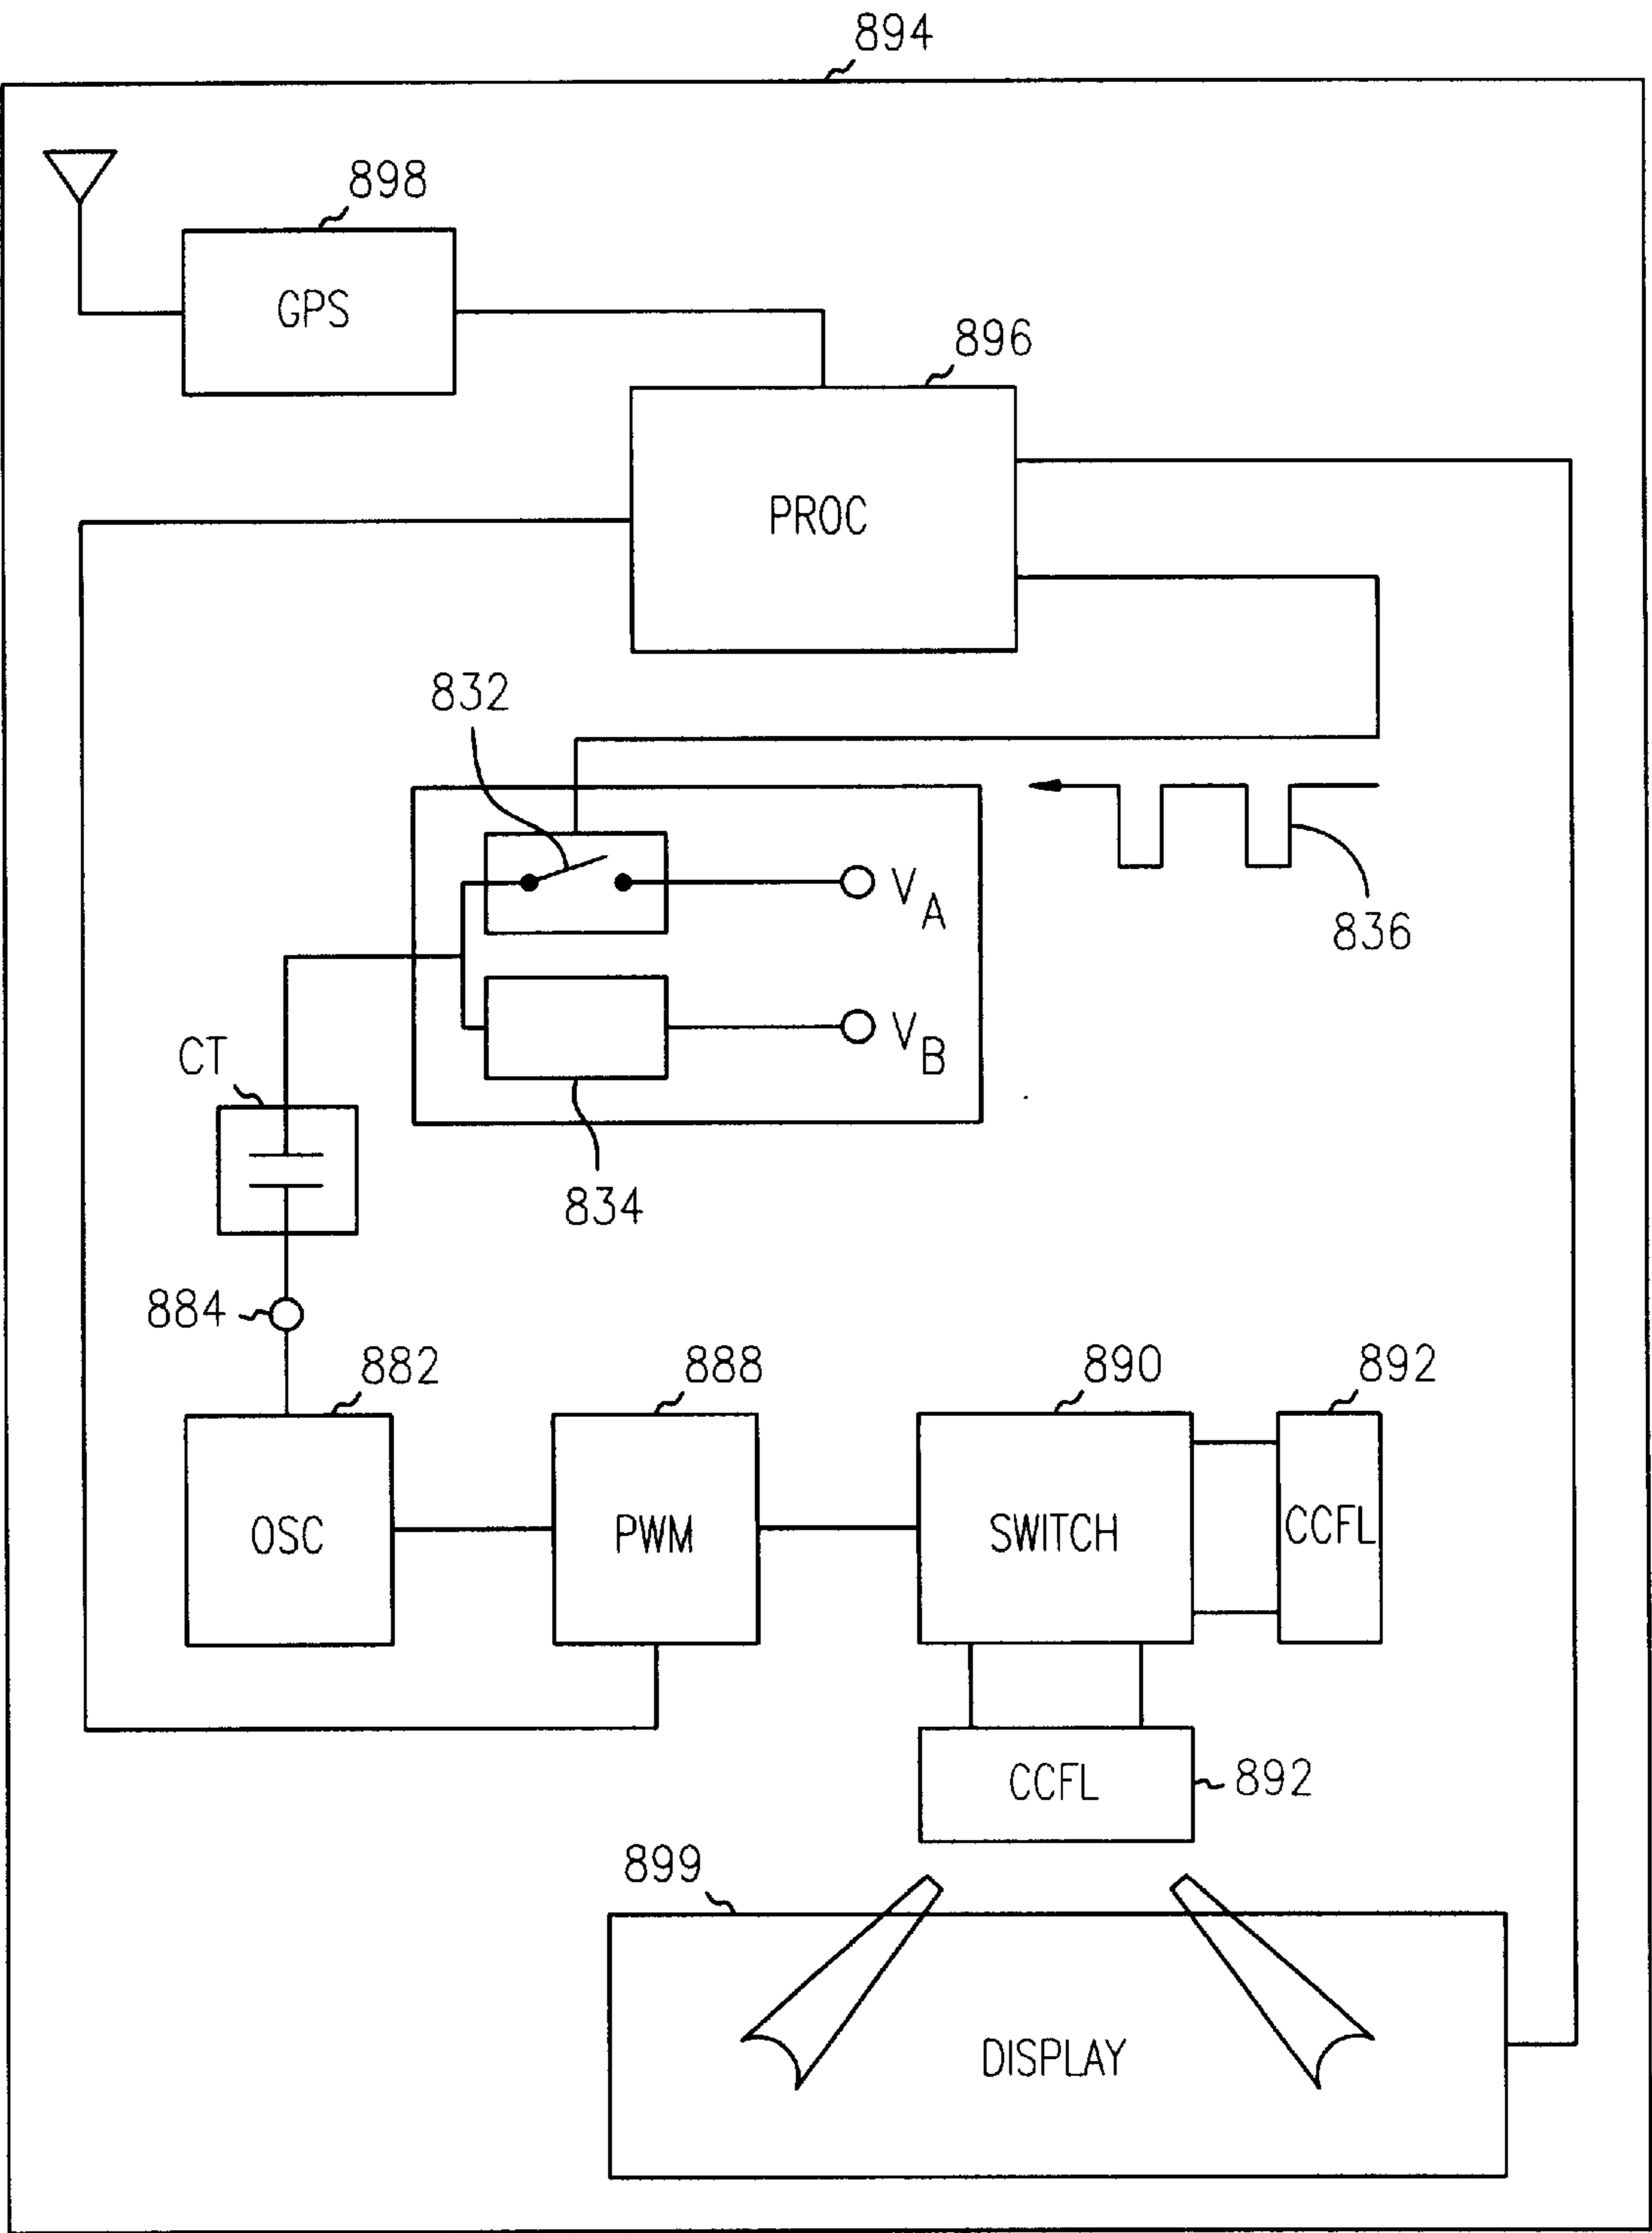 894
898
GPS
896
PROC
832
V A
836
V B
CT
834
884
882
888
890
892
OSC
PWM
SWITCH
CCFL
CCFL
892
899
DISPLAY